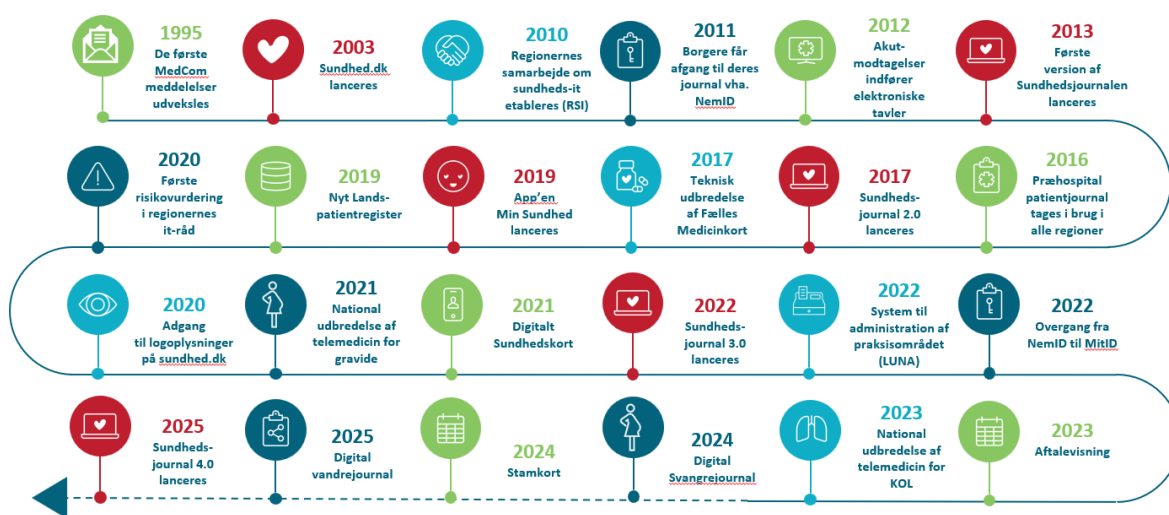 1995
De første
MedCom
meddelelser
udveksles
2003
Sundhed.dk
lanceres
2010
Regionernes
samarbejde om
sundheds-it
etableres (RSI)
2011
Borgere får
afgang til deres
journal vha.
NemID
2012
Akut-
modtagelser
indfører
elektroniske
tavler
2013
Første
version af
Sundhedsjournalen
lanceres
2016
Præhospital
patientjournal
tages i brug i
alle regioner
2017
Sundheds-
journal 2.0
lanceres
2017
Teknisk
udbredelse
af Fælles
Medicinkort
2019
App'en
Min Sundhed
lanceres
2019
Nyt Lands-
patientregister
2020
Første
risikovurdering
i regionernes
it-råd
2020
Adgang
til logoplysninger
på sundhed.dk
2021
National
udbredelse af
telemedicin for
gravide
2021
Digitalt
Sundhedskort
2022
Sundheds-
journal 3.0
lanceres
2022
System til
administration af
praksisområdet
(LUNA)
2022
Overgang fra
NemID til MitID
2023
Aftalevisning
2023
National
udbredelse af
telemedicin for
KOL
2024
Digital
Svangrejournal
2024
Stamkort
2025
Digital
vandrejournal
2025
Sundheds-
journal 4.0
lanceres